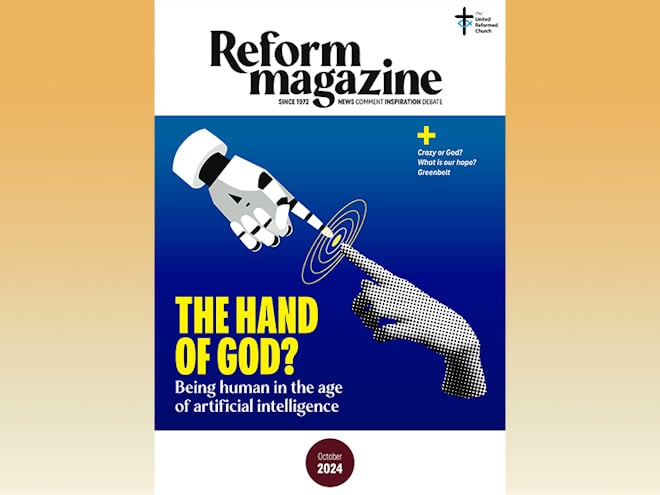 The
United
Reformed
Church
Reform
magazine
SINCE 1972 NEWS COMMENT INSPIRATION DEBATE
Crazy or God?
What is our hope?
Greenbelt
THE HAND
OF GOD?
Being human in the age
of artificial intelligence
October
2024